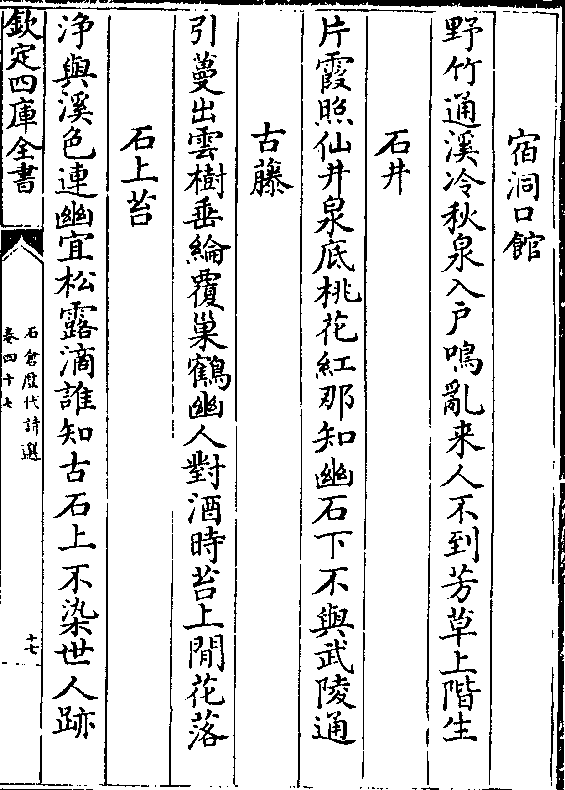 宿洞口館
野竹通溪冷秋泉入戸鳴亂来人不到芳草上階生
石井
片霞照仙井泉底桃花紅那知幽石下不與武陵通
古藤
引蔓出雲樹垂綸覆巢鶴幽人對酒時苔上閒花落
石上苔
浄與溪色連幽宜松露滴誰知古石上不染世人跡
欽定四庫全書
石倉歴代詩選
卷四十七
十七